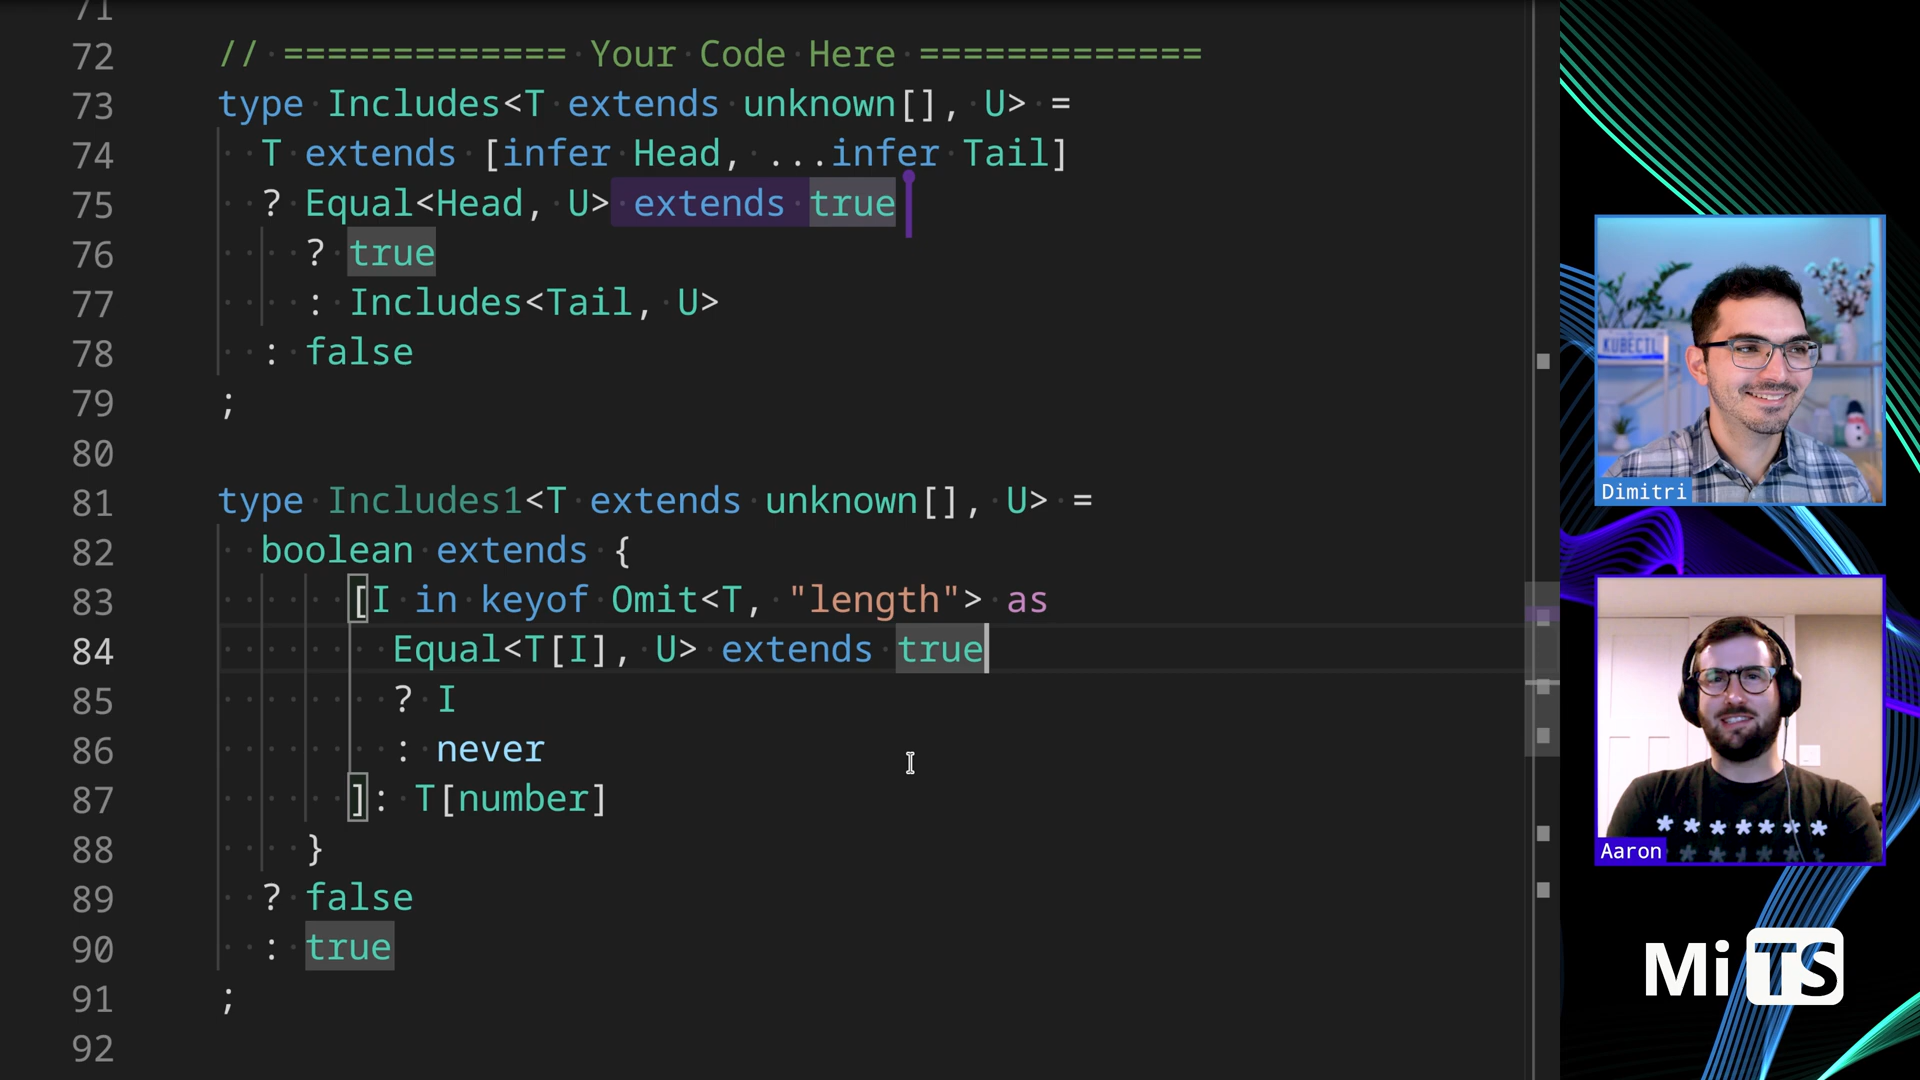 71
72 // ============= Your Code Here =============
73 type Includes<T extends unknown[], U> =
74 T extends [infer Head, ...infer Tail]
75 ? Equal<Head, U> extends true
76 ? true
77 : Includes<Tail, U>
78 : false
79 ;
80
81 type Includes1<T extends unknown[], U> =
82 boolean extends {
83 [I in keyof Omit<T, "length"> as
84 Equal<T[I], U> extends true
85 ? I
86 : never
87 ]: T[number]
88 }
89 ? false
90 : true
91 ;
92
KUBECTL
Dimitri
*******
Aaron
MiTS